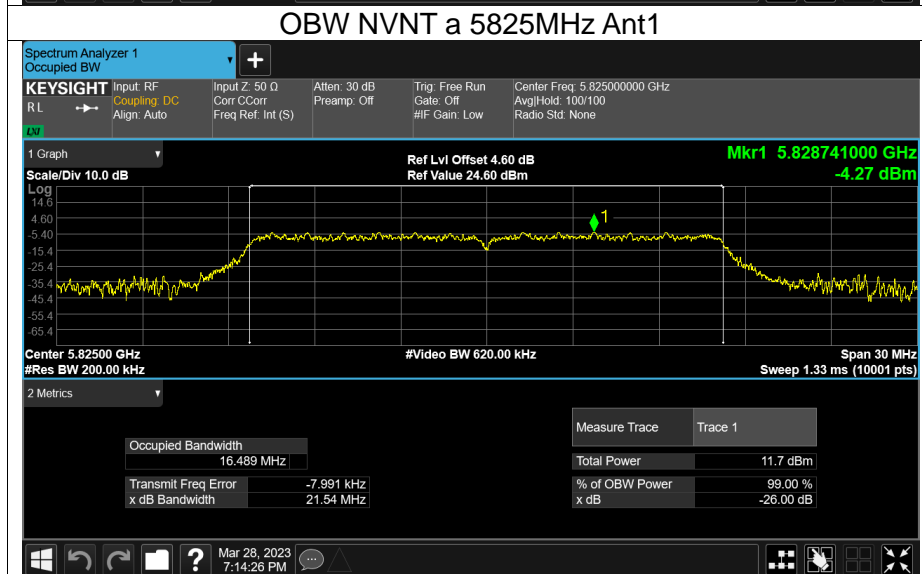 OBW NVNT a 5825MHz Ant1
Spectrum Analyzer 1
Occupied BW
+
KEYSIGHT
R L
LXI
Input: RF
Coupling: DC
Align: Auto
Input Z: 50 Ω
Corr CCorr
Freq Ref: Int (S)
Atten: 30 dB
Preamp: Off
Trig: Free Run
Gate: Off
#IF Gain: Low
Center Freq: 5.825000000 GHz
Avg|Hold: 100/100
Radio Std: None
1 Graph
Scale/Div 10.0 dB
Ref Lvl Offset 4.60 dB
Ref Value 24.60 dBm
Mkr1 5.828741000 GHz
-4.27 dBm
Log
14.6
4.60
-5.40
-15.4
-25.4
-35.4
-45.4
-55.4
-65.4
1
Center 5.82500 GHz
#Res BW 200.00 kHz
#Video BW 620.00 kHz
Span 30 MHz
Sweep 1.33 ms (10001 pts)
2 Metrics
Measure Trace Trace 1
Occupied Bandwidth
16.489 MHz
Total Power 11.7 dBm
Transmit Freq Error -7.991 kHz
% of OBW Power 99.00 %
x dB Bandwidth 21.54 MHz
x dB -26.00 dB
?
Mar 28, 2023
7:14:26 PM